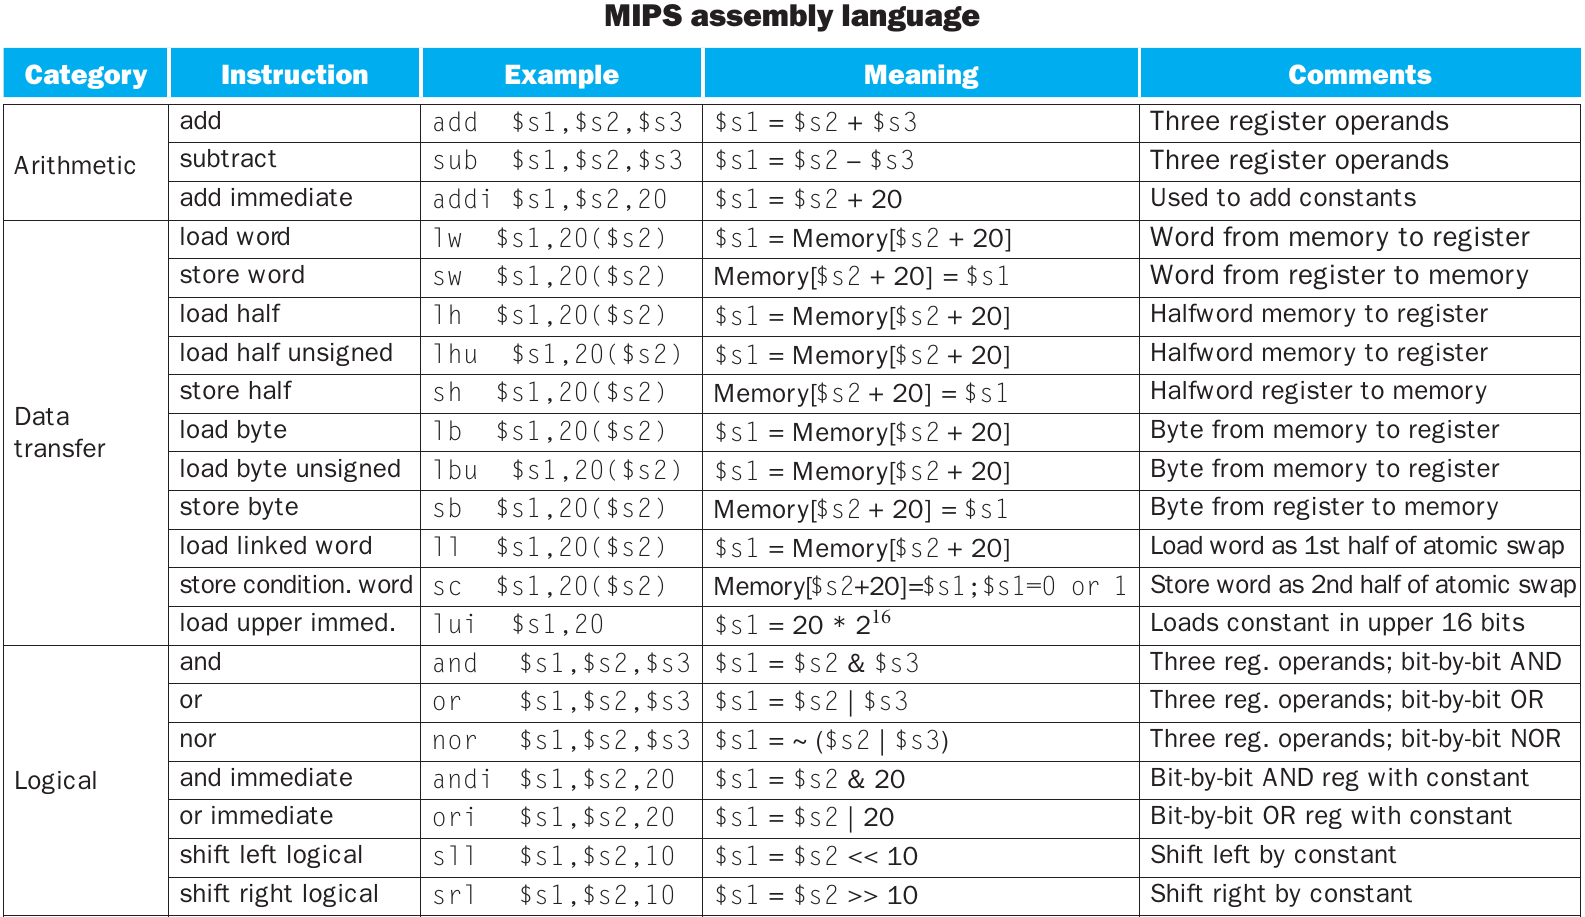 MIPS assembly language
Category Instruction Example Meaning Comments
Arithmetic
add add $s1,$s2,$s3 $s1 = $s2 + $s3 Three register operands
subtract sub $s1,$s2,$s3 $s1 = $s2 – $s3 Three register operands
add immediate addi $s1,$s2,20 $s1 = $s2 + 20 Used to add constants
Data
transfer
load word lw $s1,20($s2) $s1 = Memory[$s2 + 20] Word from memory to register
store word sw $s1,20($s2) Memory[$s2 + 20] = $s1 Word from register to memory
load half lh $s1,20($s2) $s1 = Memory[$s2 + 20] Halfword memory to register
load half unsigned lhu $s1,20($s2) $s1 = Memory[$s2 + 20] Halfword memory to register
store half sh $s1,20($s2) Memory[$s2 + 20] = $s1 Halfword register to memory
load byte lb $s1,20($s2) $s1 = Memory[$s2 + 20] Byte from memory to register
load byte unsigned lbu $s1,20($s2) $s1 = Memory[$s2 + 20] Byte from memory to register
store byte sb $s1,20($s2) Memory[$s2 + 20] = $s1 Byte from register to memory
load linked word ll $s1,20($s2) $s1 = Memory[$s2 + 20] Load word as 1st half of atomic swap
store condition. word sc $s1,20($s2) Memory[$s2+20]=$s1;$s1=0 or 1 Store word as 2nd half of atomic swap
load upper immed. lui $s1,20 $s1 = 20 * 2¹⁶ Loads constant in upper 16 bits
Logical
and and $s1,$s2,$s3 $s1 = $s2 & $s3 Three reg. operands; bit-by-bit AND
or or $s1,$s2,$s3 $s1 = $s2 | $s3 Three reg. operands; bit-by-bit OR
nor nor $s1,$s2,$s3 $s1 = ~ ($s2 | $s3) Three reg. operands; bit-by-bit NOR
and immediate andi $s1,$s2,20 $s1 = $s2 & 20 Bit-by-bit AND reg with constant
or immediate ori $s1,$s2,20 $s1 = $s2 | 20 Bit-by-bit OR reg with constant
shift left logical sll $s1,$s2,10 $s1 = $s2 << 10 Shift left by constant
shift right logical srl $s1,$s2,10 $s1 = $s2 >> 10 Shift right by constant